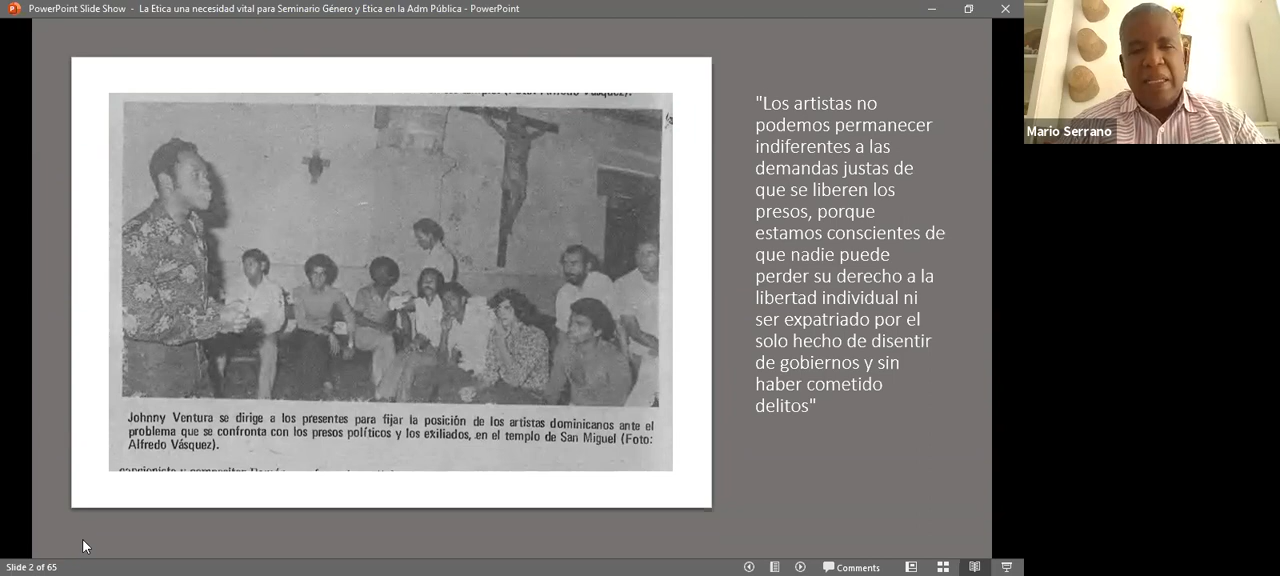 PowerPoint Slide Show - La Etica una necesidad vital para Seminario Género y Etica en la Adm Pública - PowerPoint
"Los artistas no
podemos permanecer
indiferentes a las
demandas justas de
que se liberen los
presos, porque
estamos conscientes de
que nadie puede
perder su derecho a la
libertad individual ni
ser expatriado por el
solo hecho de disentir
de gobiernos y sin
haber cometido
delitos"
Johnny Ventura se dirige a los presentes para fijar la posición de los artistas dominicanos ante el
problema que se confronta con los presos políticos y los exiliados, en el templo de San Miguel (Foto:
Alfredo Vásquez).
Mario Serrano
Slide 2 of 65
Comments